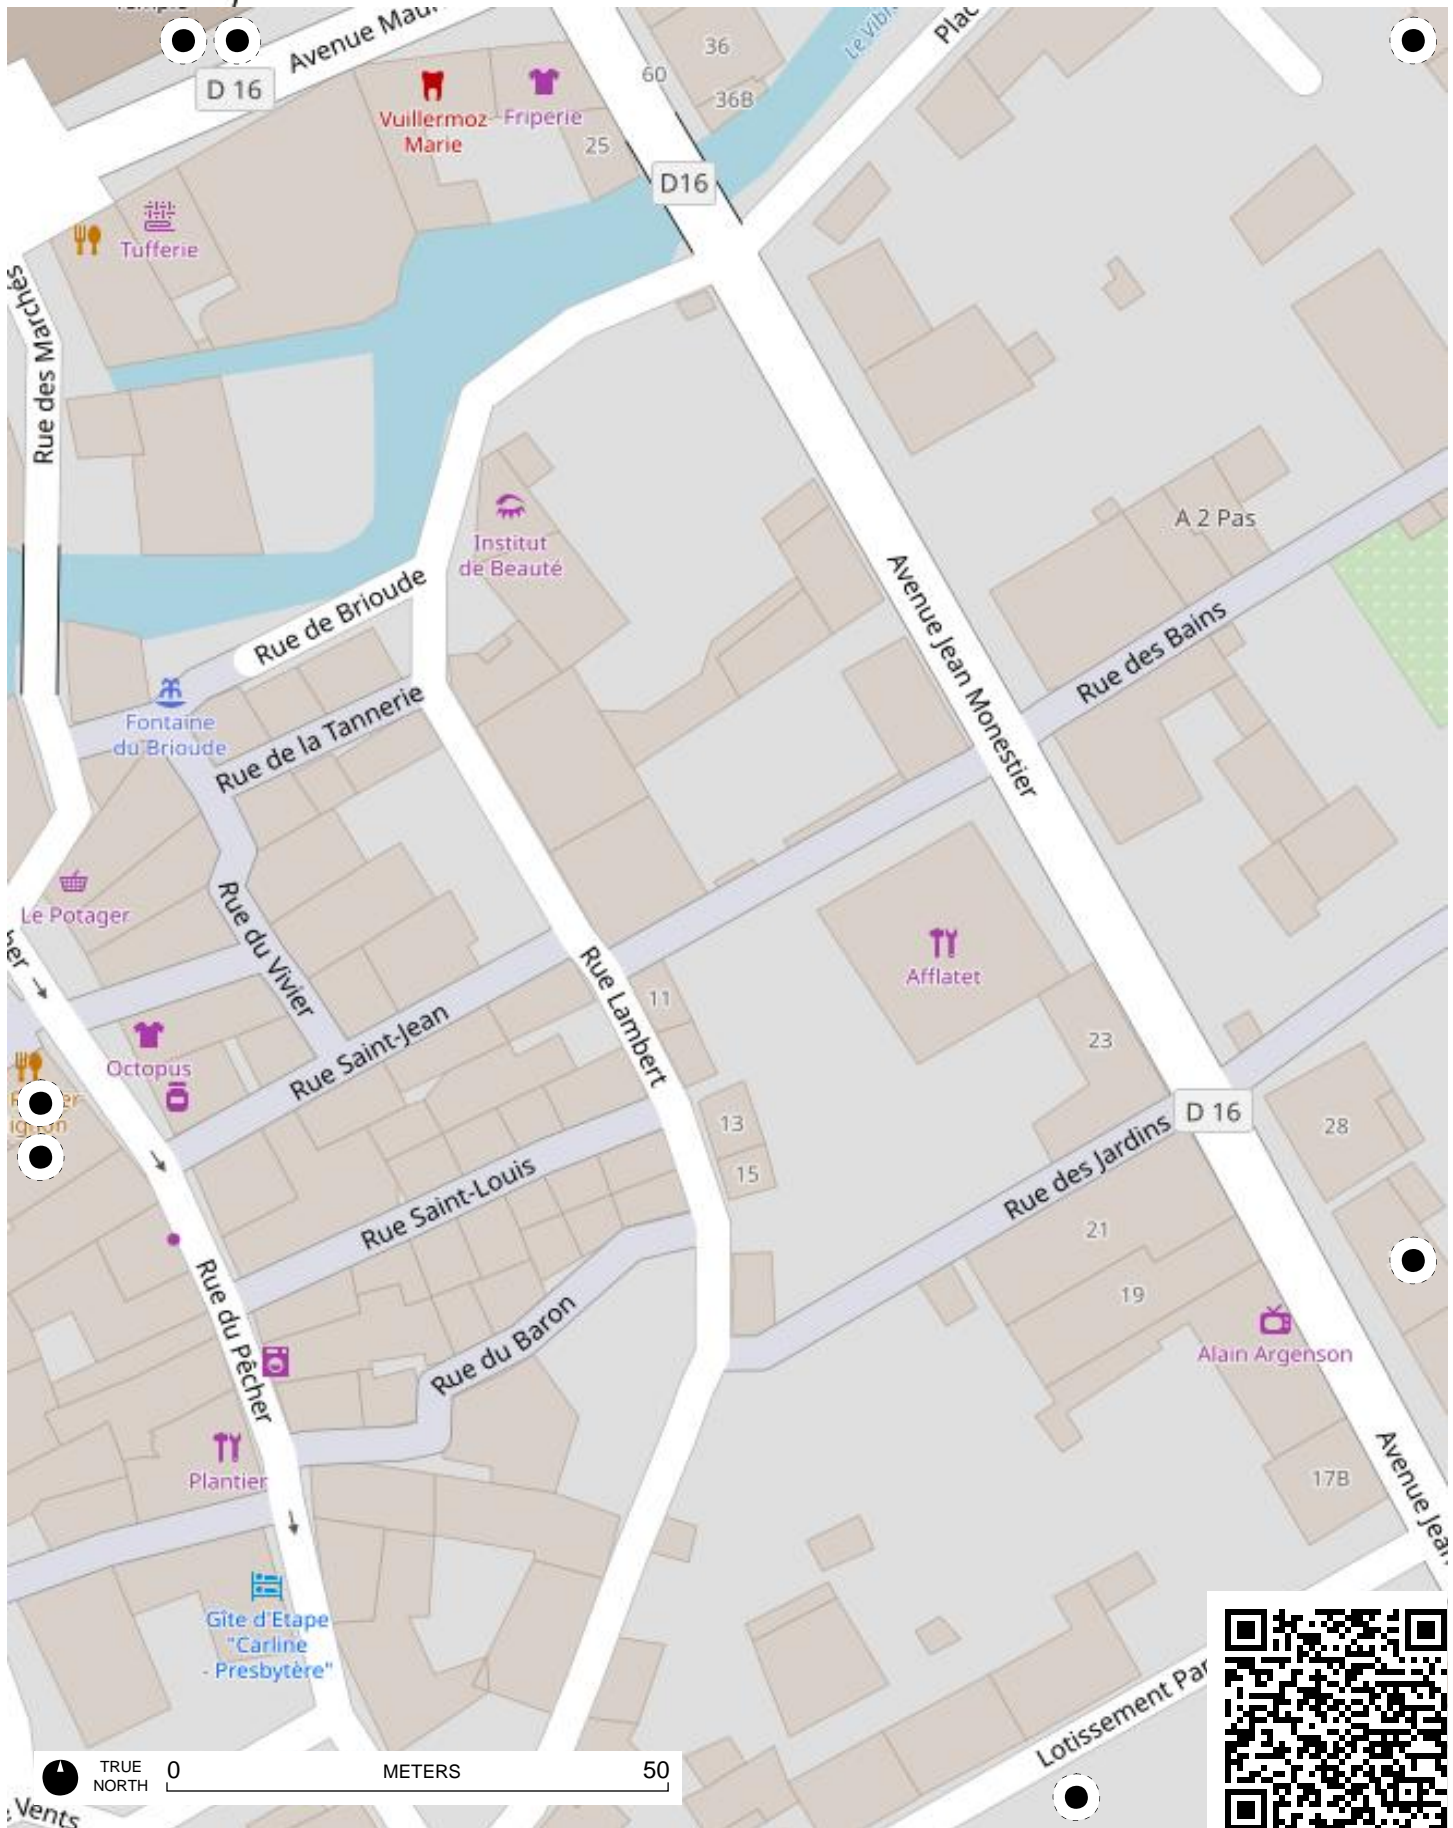 Avenue Maur
D 16
Vuillermoz
Marie
Friperie
25
60
36
36B
Le Vibr
Plac
D16
Tufferie
Rue des Marchés
Institut
de Beauté
Rue de Brioude
A 2 Pas
Rue des Bains
Avenue Jean Monestier
Fontaine
du Brioude
Rue de la Tannerie
Le Potager
Rue du Vivier
her
Afflatet
Rue Lambert
11
23
Octopus
Rue Saint-Jean
13
15
D 16
28
Rue des Jardins
Rue Saint-Louis
21
19
Rue du Pêcher
Rue du Baron
Alain Argenson
Plantier
17B
Avenue Jean
Gîte d'Etape
"Carline
- Presbytère"
Lotissement Par
TRUE
NORTH
0
METERS
50
Vents